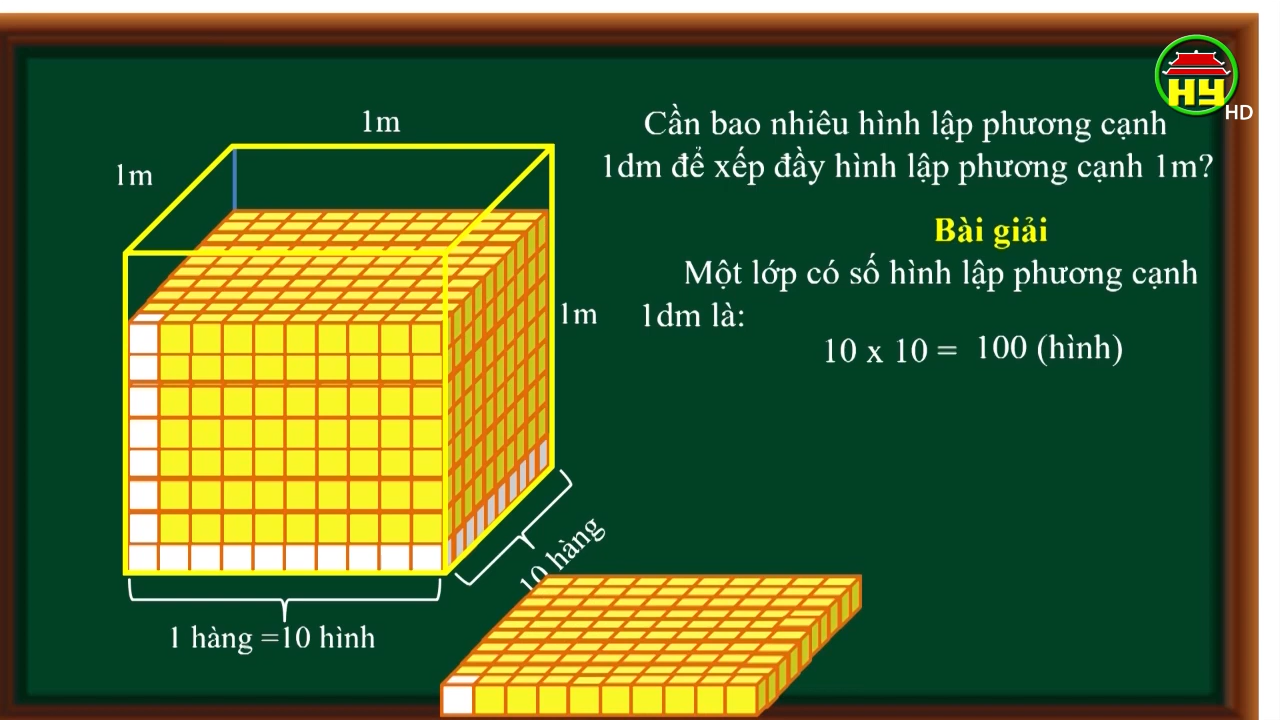 HY
HD
1m
1m
1m
Cần bao nhiêu hình lập phương cạnh
1dm để xếp đầy hình lập phương cạnh 1m?
Bài giải
Một lớp có số hình lập phương cạnh
1dm là:
10 x 10 = 100 (hình)
10 hàng
1 hàng =10 hình